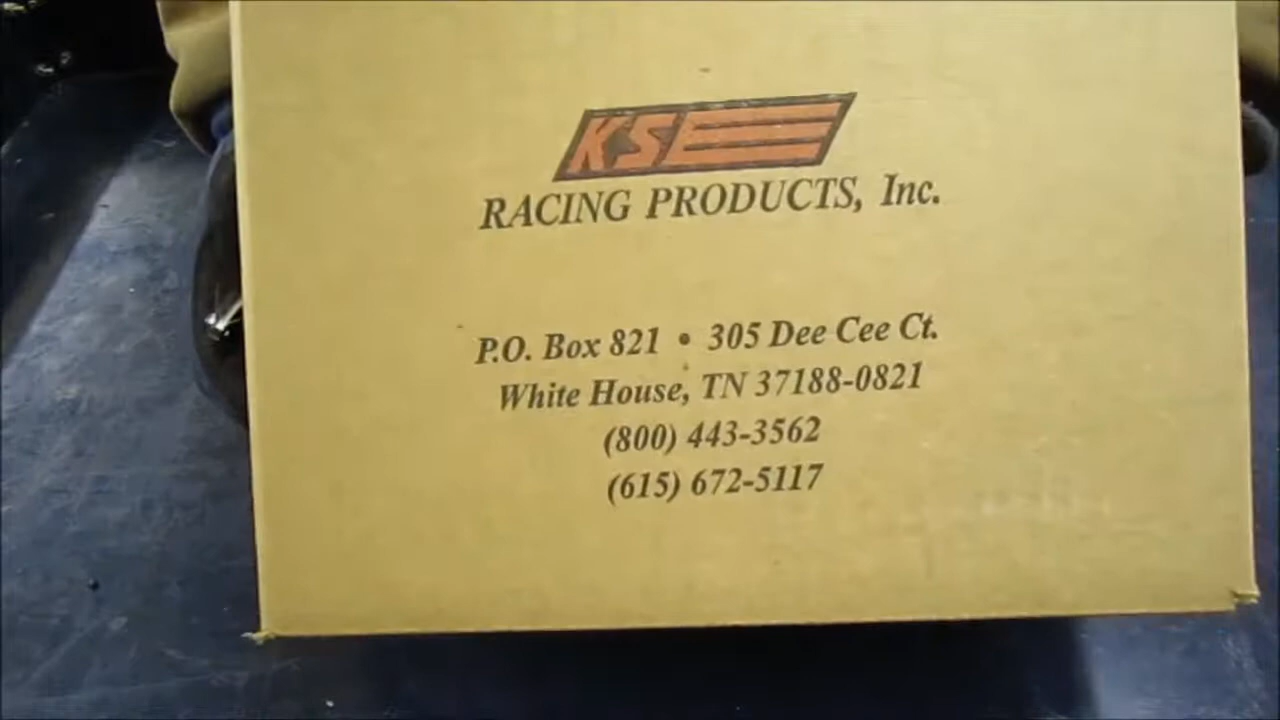 KSE
RACING PRODUCTS, Inc.
P.O. Box 821 • 305 Dee Cee Ct.
White House, TN 37188-0821
(800) 443-3562
(615) 672-5117